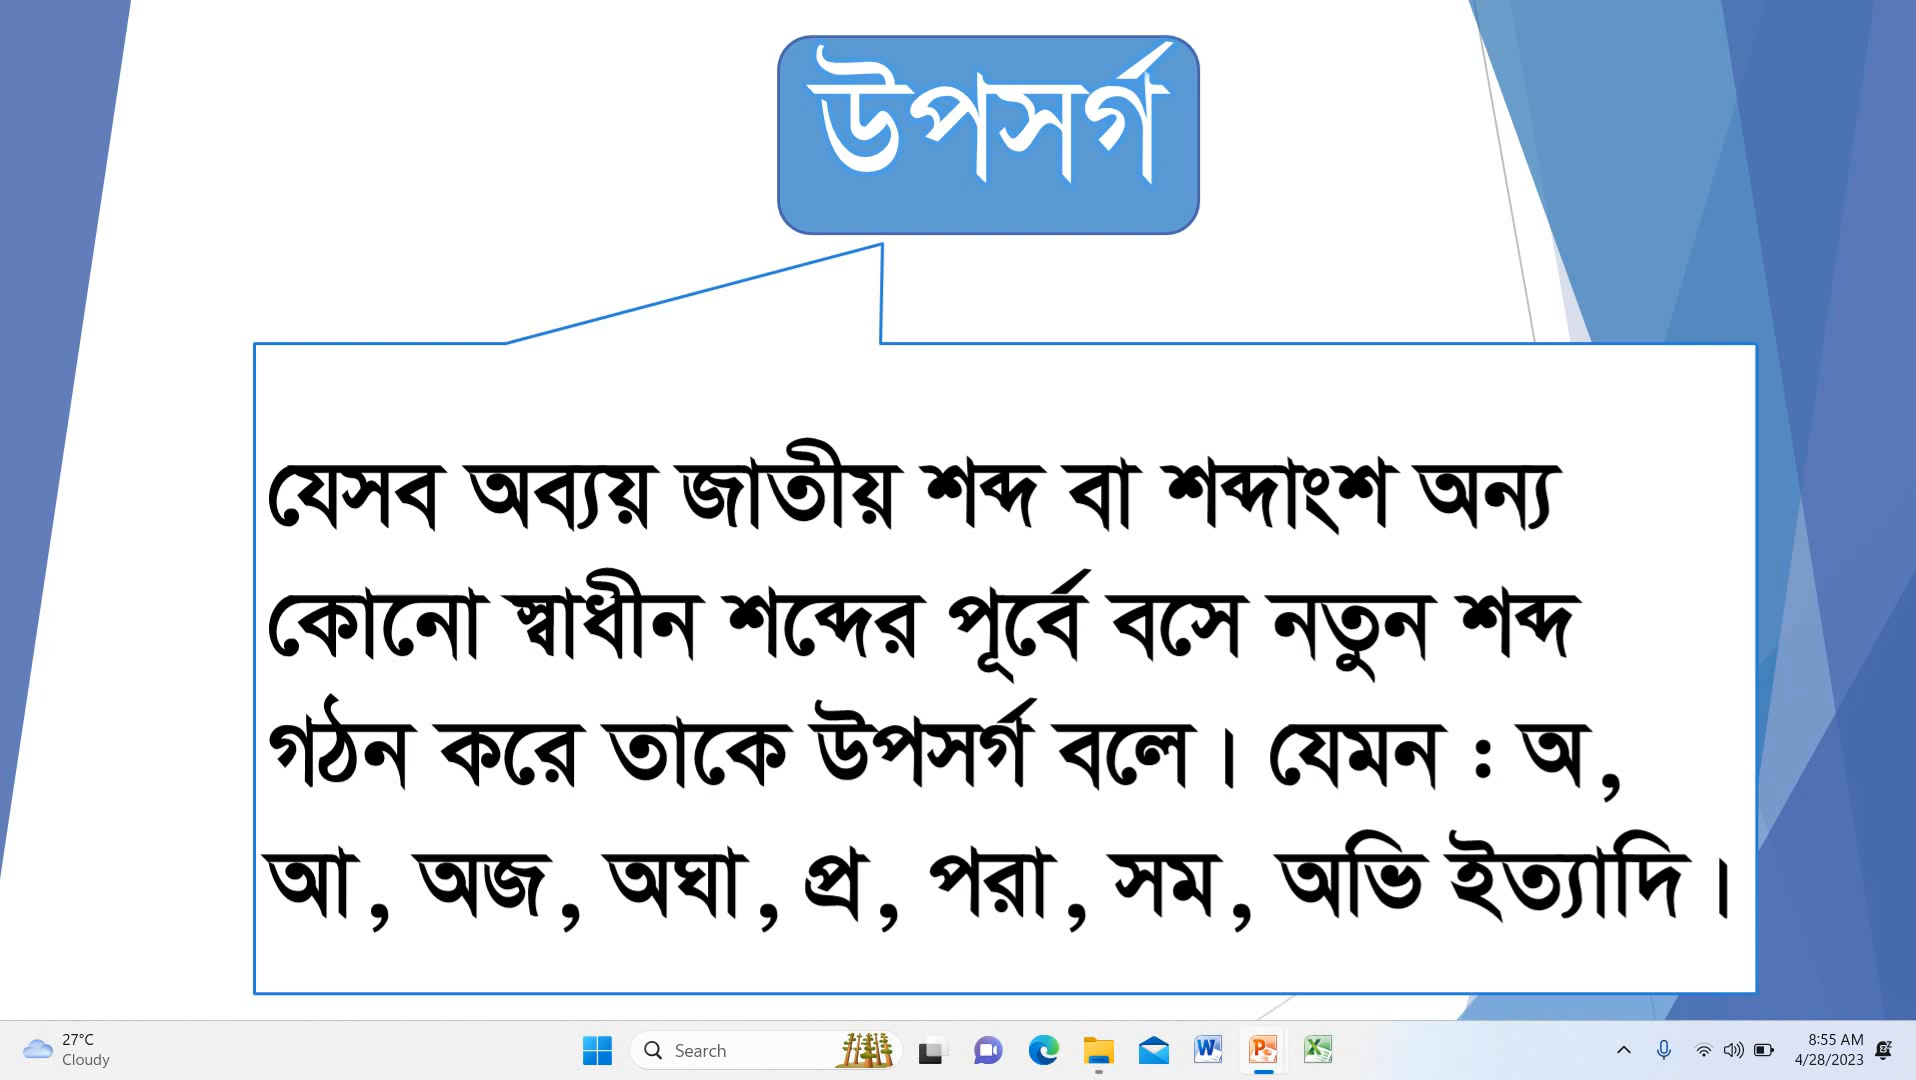 উপসর্গ
যেসব অব্যয় জাতীয় শব্দ বা শব্দাংশ অন্য
কোনো স্বাধীন শব্দের পূর্বে বসে নতুন শব্দ
গঠন করে তাকে উপসর্গ বলে। যেমন : অ,
আ, অজ, অঘা, প্র, পরা, সম, অভি ইত্যাদি।
27°C
Cloudy
Search
8:55 AM
4/28/2023